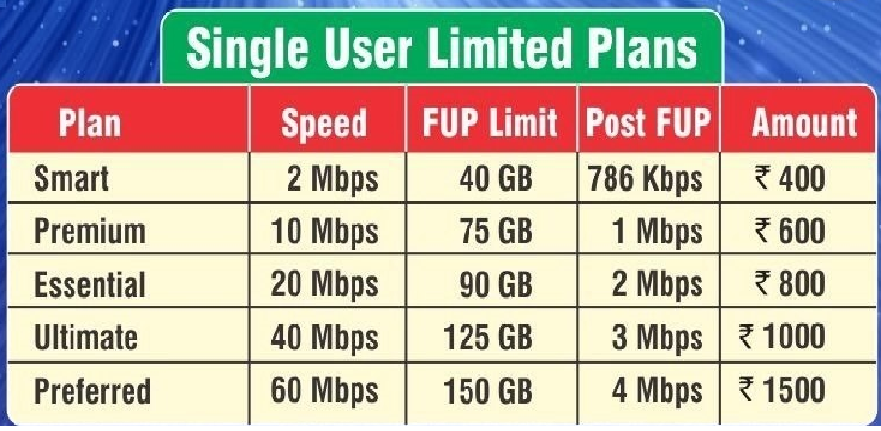 Single User Limited Plans
Plan Speed FUP Limit Post FUP Amount
Smart 2 Mbps 40 GB 786 Kbps ₹ 400
Premium 10 Mbps 75 GB 1 Mbps ₹ 600
Essential 20 Mbps 90 GB 2 Mbps ₹ 800
Ultimate 40 Mbps 125 GB 3 Mbps ₹ 1000
Preferred 60 Mbps 150 GB 4 Mbps ₹ 1500